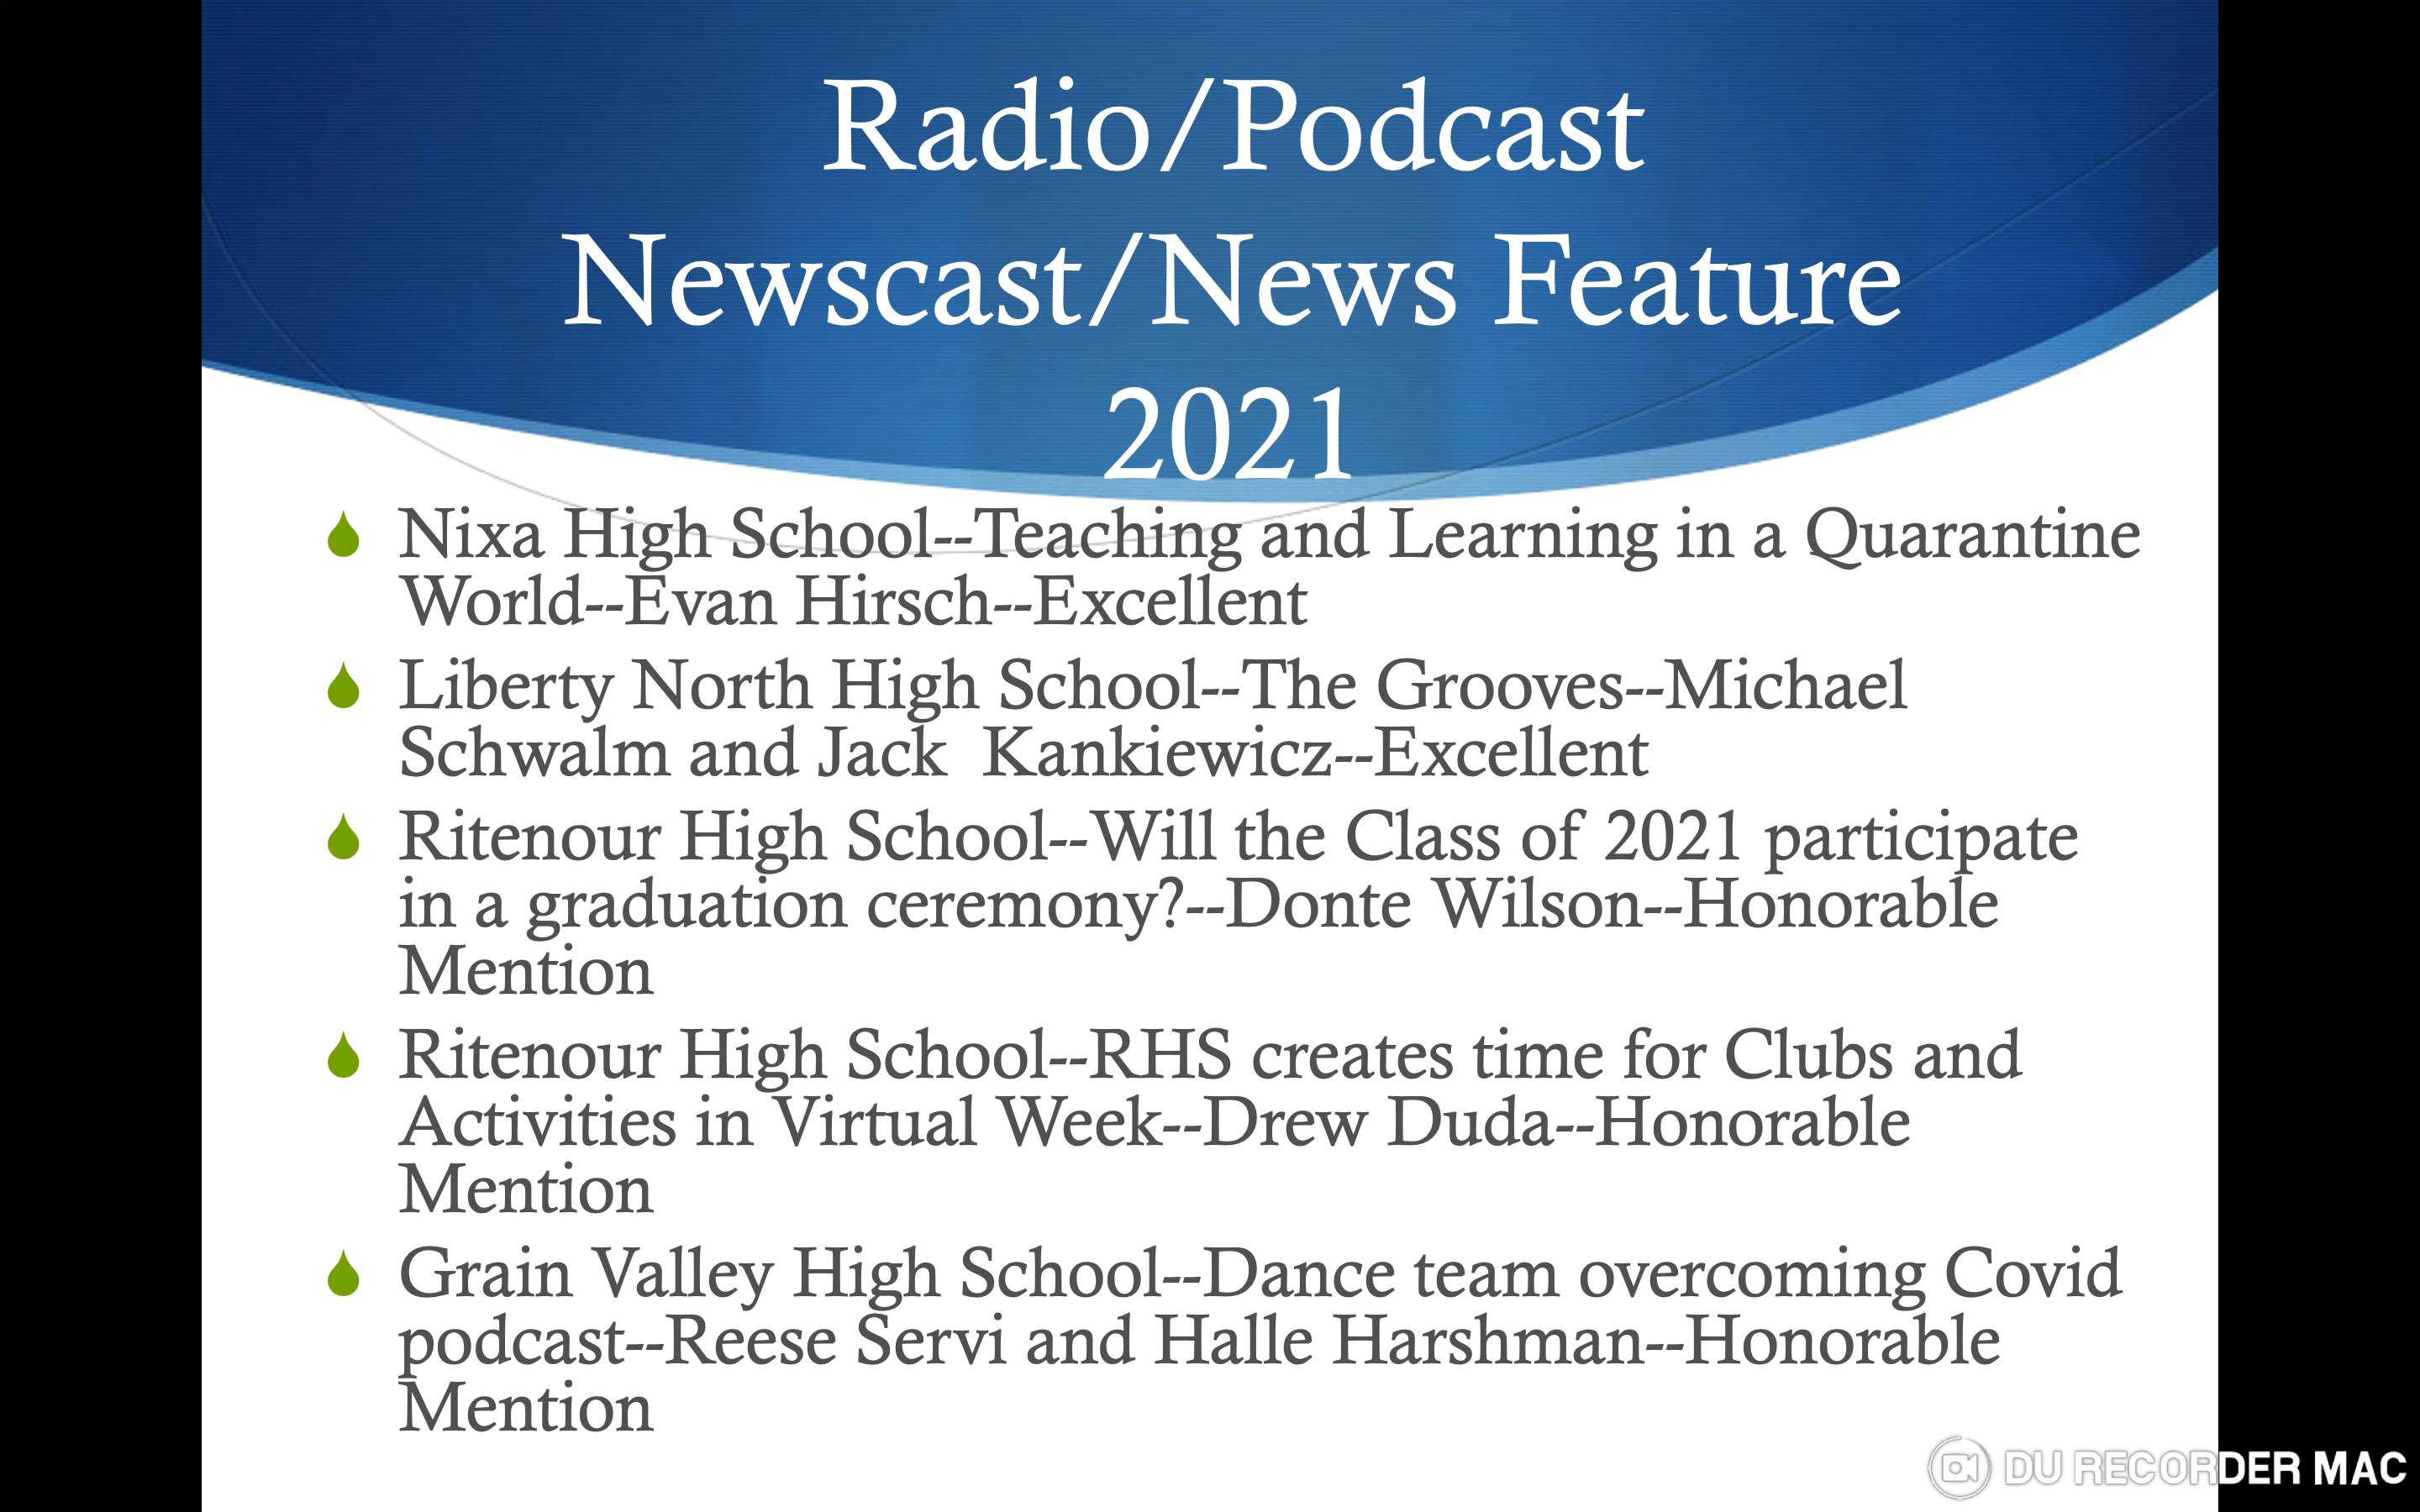 Radio/Podcast
Newscast/News Feature
2021
Nixa High School--Teaching and Learning in a Quarantine
World--Evan Hirsch--Excellent
Liberty North High School--The Grooves--Michael
Schwalm and Jack  Kankiewicz--Excellent
Ritenour High School--Will the Class of 2021 participate
in a graduation ceremony?--Donte Wilson--Honorable
Mention
Ritenour High School--RHS creates time for Clubs and
Activities in Virtual Week--Drew Duda--Honorable
Mention
Grain Valley High School--Dance team overcoming Covid
podcast--Reese Servi and Halle Harshman--Honorable
Mention
DU RECORDER MAC